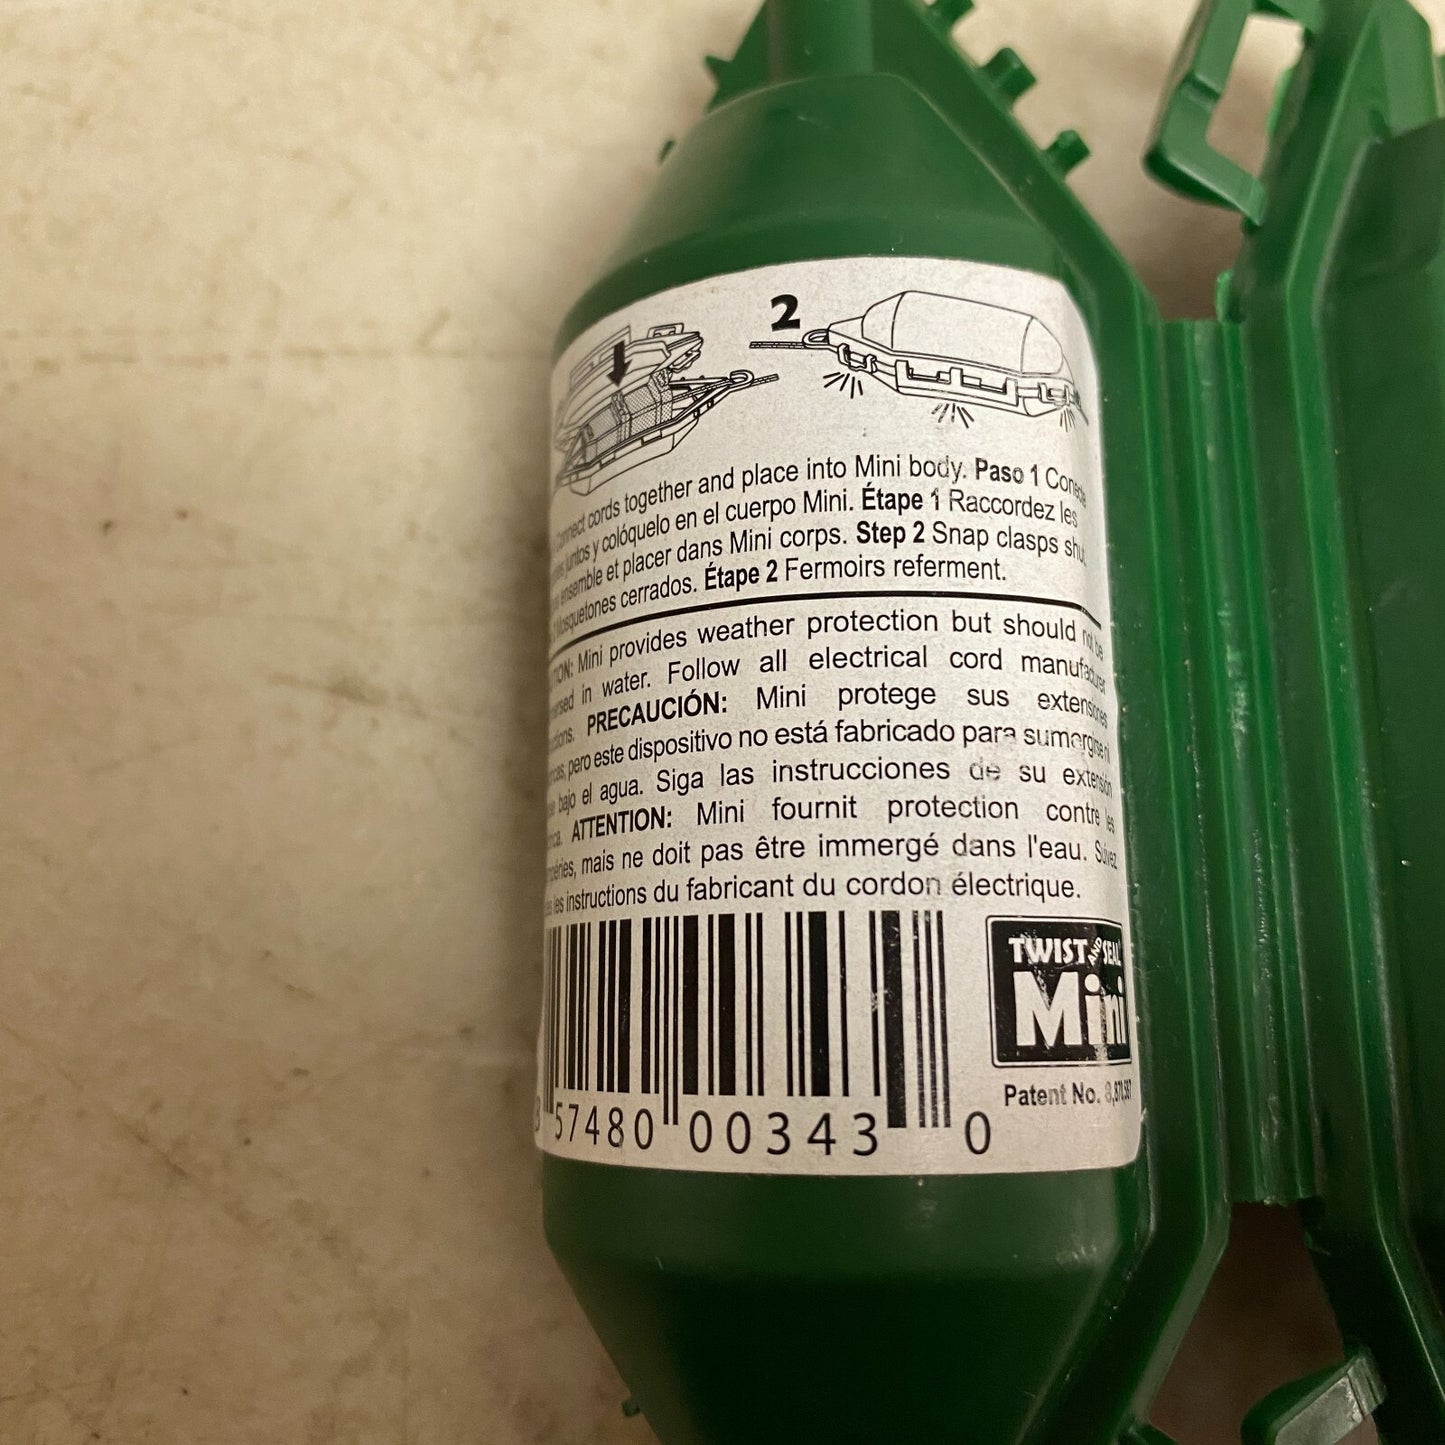 2
Connect cords together and place into Mini body. Paso 1 Conecte
juntos y colóquelo en el cuerpo Mini. Étape 1 Raccordez les
ensemble et placer dans Mini corps. Step 2 Snap clasps shut.
Mosquetones cerrados. Étape 2 Fermoirs referment.
Mini provides weather protection but should not be
in water. Follow all electrical cord manufacturer
PRECAUCIÓN: Mini protege sus extensiones
pero este dispositivo no está fabricado para
bajo el agua. Siga las instrucciones de su extensión
ATTENTION: Mini fournit protection contre les
mais ne doit pas être immergé dans l'eau. Suivez
les instructions du fabricant du cordon électrique.
TWIST AND SEAL
Mini
Patent No.
57480 00343 0